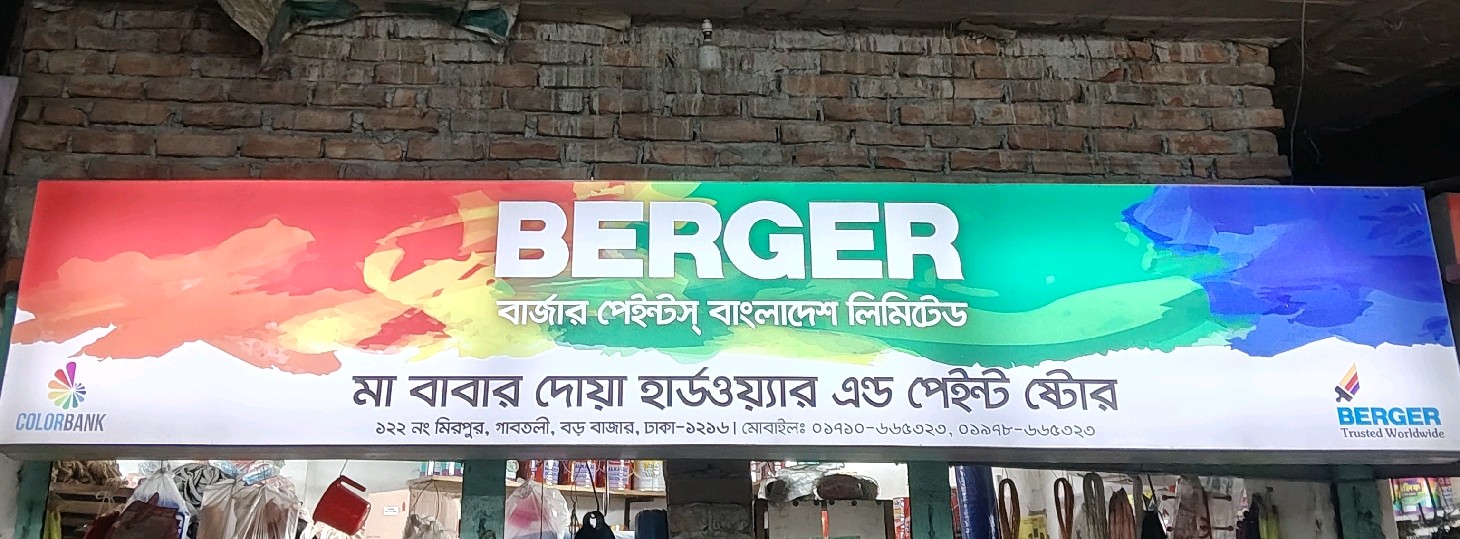 BERGER
বার্জার পেইন্টস্ বাংলাদেশ লিমিটেড
মা বাবার দোয়া হার্ডওয়্যার এন্ড পেইন্ট ষ্টোর
১২২ নং মিরপুর, গাবতলী, বড় বাজার, ঢাকা-১২১৬। মোবাইলঃ ০১৭১০-৬৬৫৩২৩, ০১৯৭৮-৬৬৫৩২৩
COLORBANK
BERGER
Trusted Worldwide